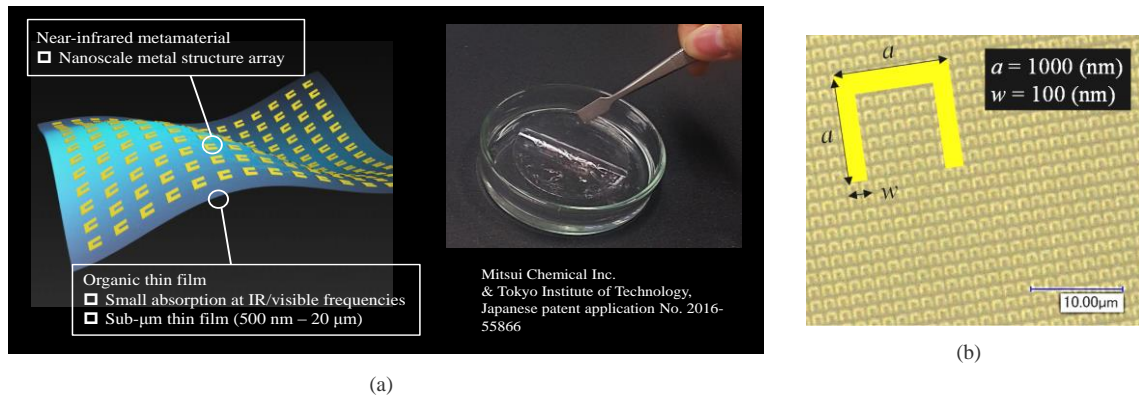 Near-infrared metamaterial
Nanoscale metal structure array
Organic thin film
Small absorption at IR/visible frequencies
Sub-μm thin film (500 nm – 20 μm)
Mitsui Chemical Inc.
& Tokyo Institute of Technology,
Japanese patent application No. 2016-
55866
(a)
a
a
w
a = 1000 (nm)
w = 100 (nm)
10.00μm
(b)